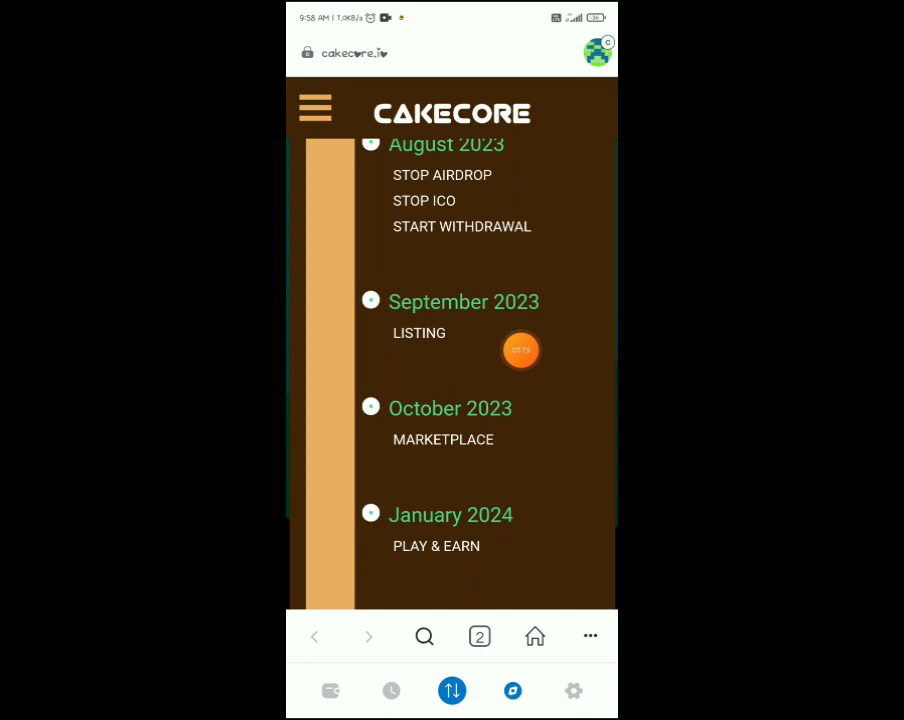 9:58 AM
cakecore.io
CAKECORE
August 2023
STOP AIRDROP
STOP ICO
START WITHDRAWAL
September 2023
LISTING
October 2023
MARKETPLACE
January 2024
PLAY & EARN
2